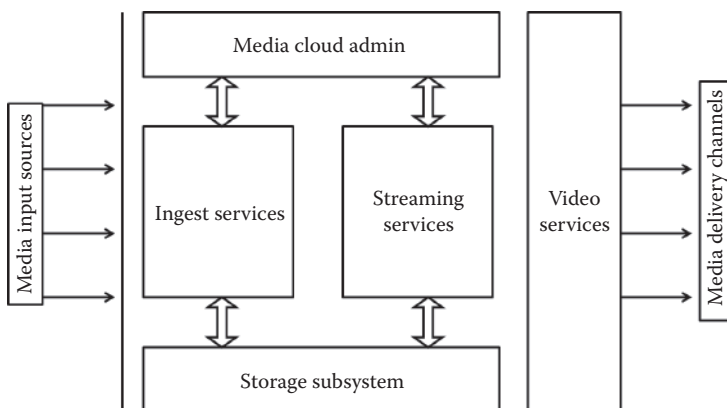 Media cloud admin
Media input sources
Ingest services
Streaming
services
Video
services
Media delivery channels
Storage subsystem